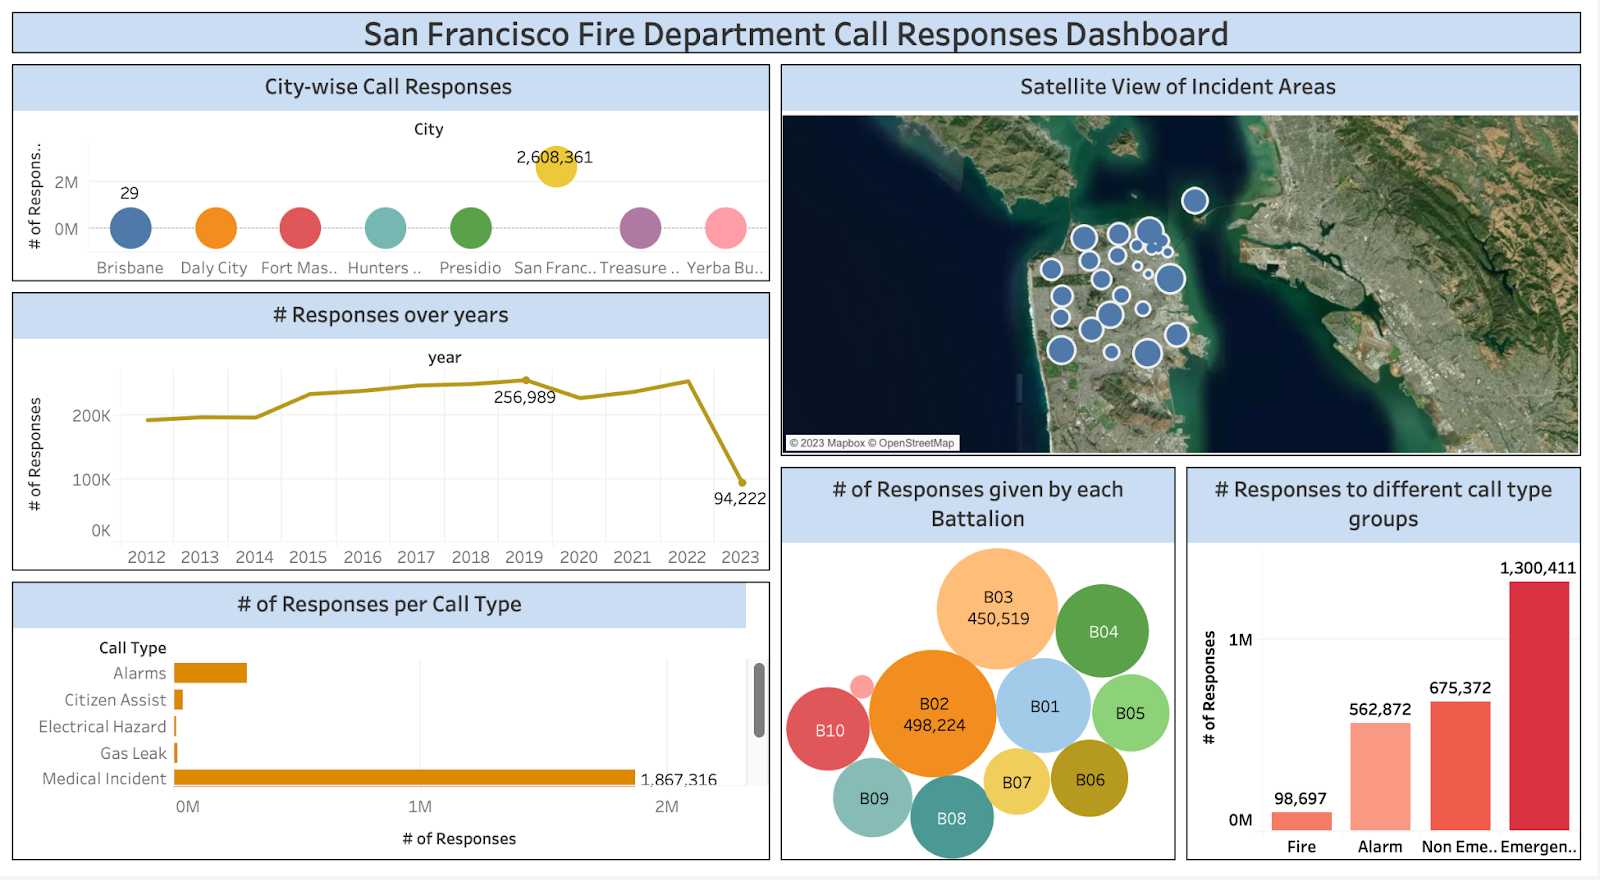 San Francisco Fire Department Call Responses Dashboard
City-wise Call Responses
City
# of Respons..
2M
0M
2,608,361
29
Brisbane
Daly City
Fort Mas..
Hunters ..
Presidio
San Franc..
Treasure ..
Yerba Bu..
# Responses over years
year
# of Responses
200K
100K
0K
256,989
94,222
2012
2013
2014
2015
2016
2017
2018
2019
2020
2021
2022
2023
# of Responses per Call Type
Call Type
Alarms
Citizen Assist
Electrical Hazard
Gas Leak
Medical Incident
1,867,316
0M
1M
2M
# of Responses
Satellite View of Incident Areas
© 2023 Mapbox © OpenStreetMap
# of Responses given by each
Battalion
B03
450,519
B04
B02
498,224
B01
B05
B10
B07
B06
B09
B08
# Responses to different call type
groups
# of Responses
1M
0M
1,300,411
675,372
562,872
98,697
Fire
Alarm
Non Eme..
Emergen..